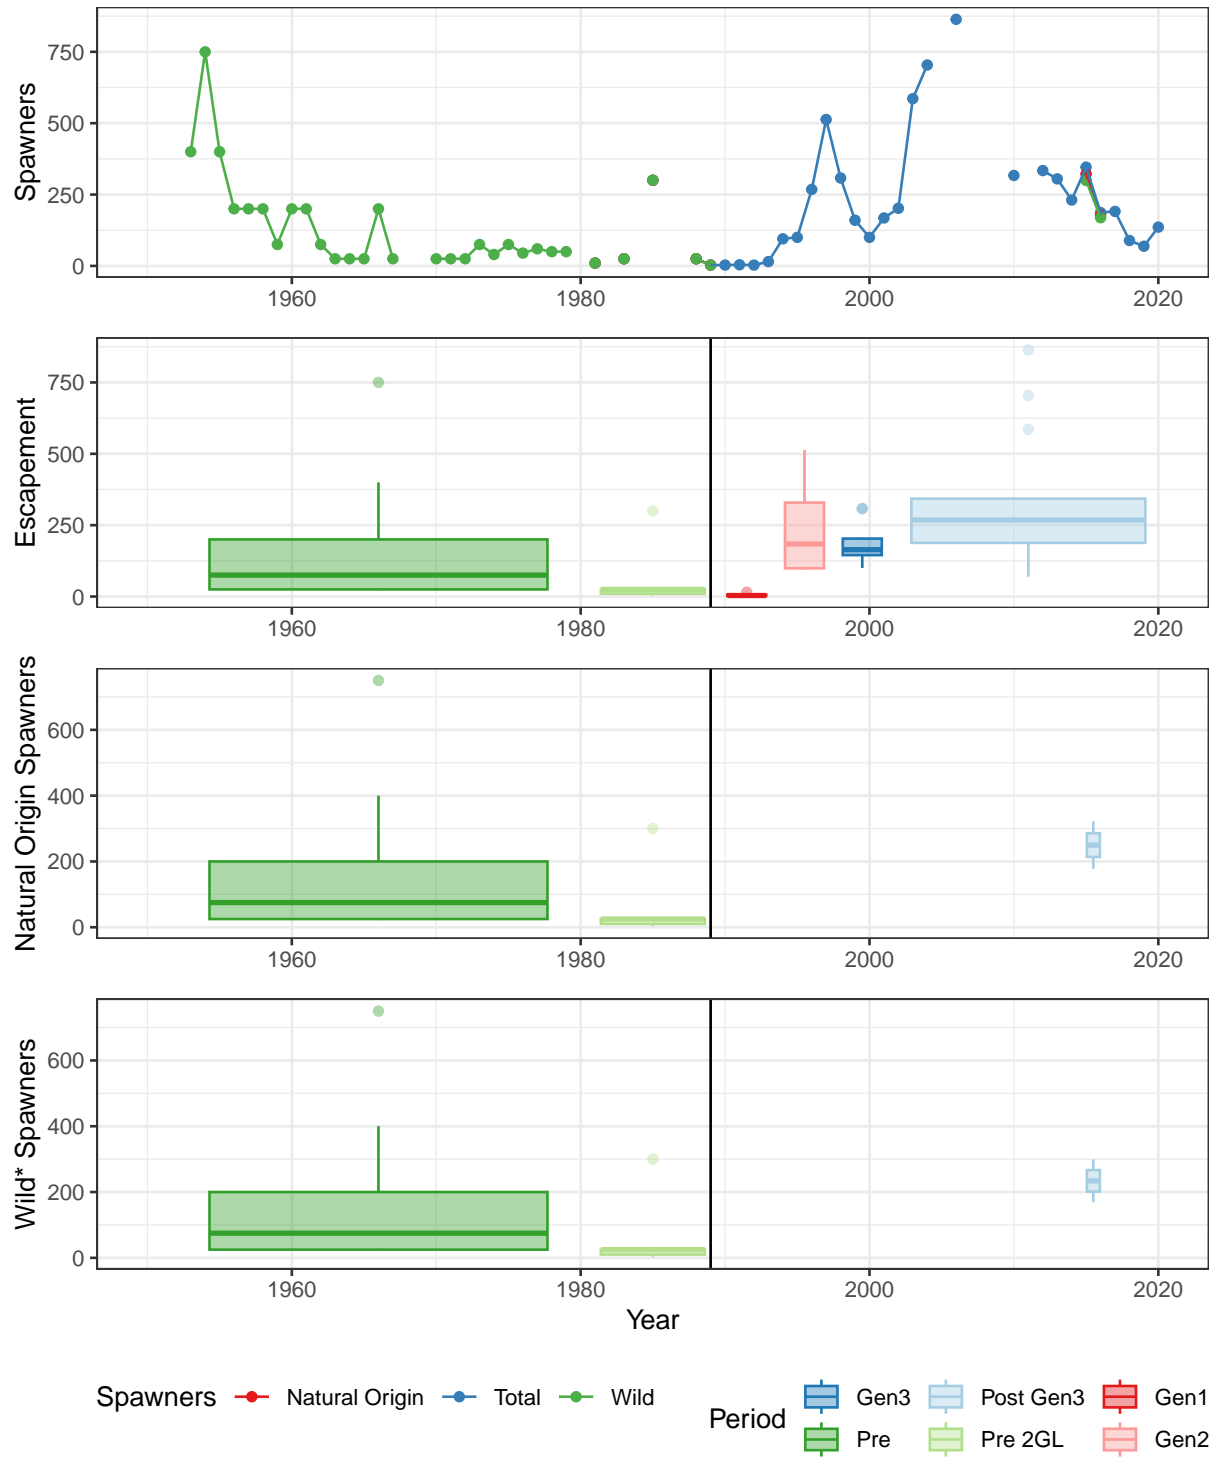 Spawners
750
500
250
0
1960 1980 2000 2020
Escapement
750
500
250
0
1960 1980 2000 2020
Natural Origin Spawners
600
400
200
0
1960 1980 2000 2020
Wild* Spawners
600
400
200
0
1960 1980 2000 2020
Year
Spawners Natural Origin Total Wild
Period Gen3 Post Gen3 Gen1
Pre Pre 2GL Gen2